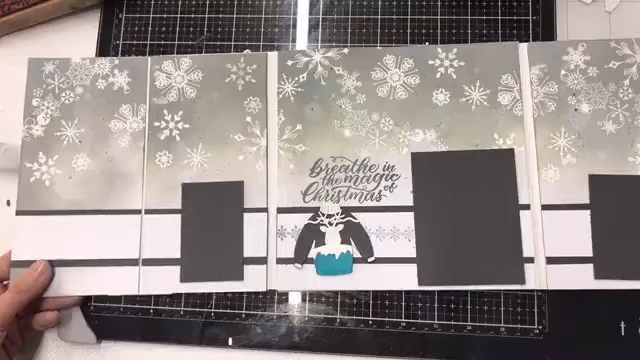 breathe in
the magic
of
Christmas